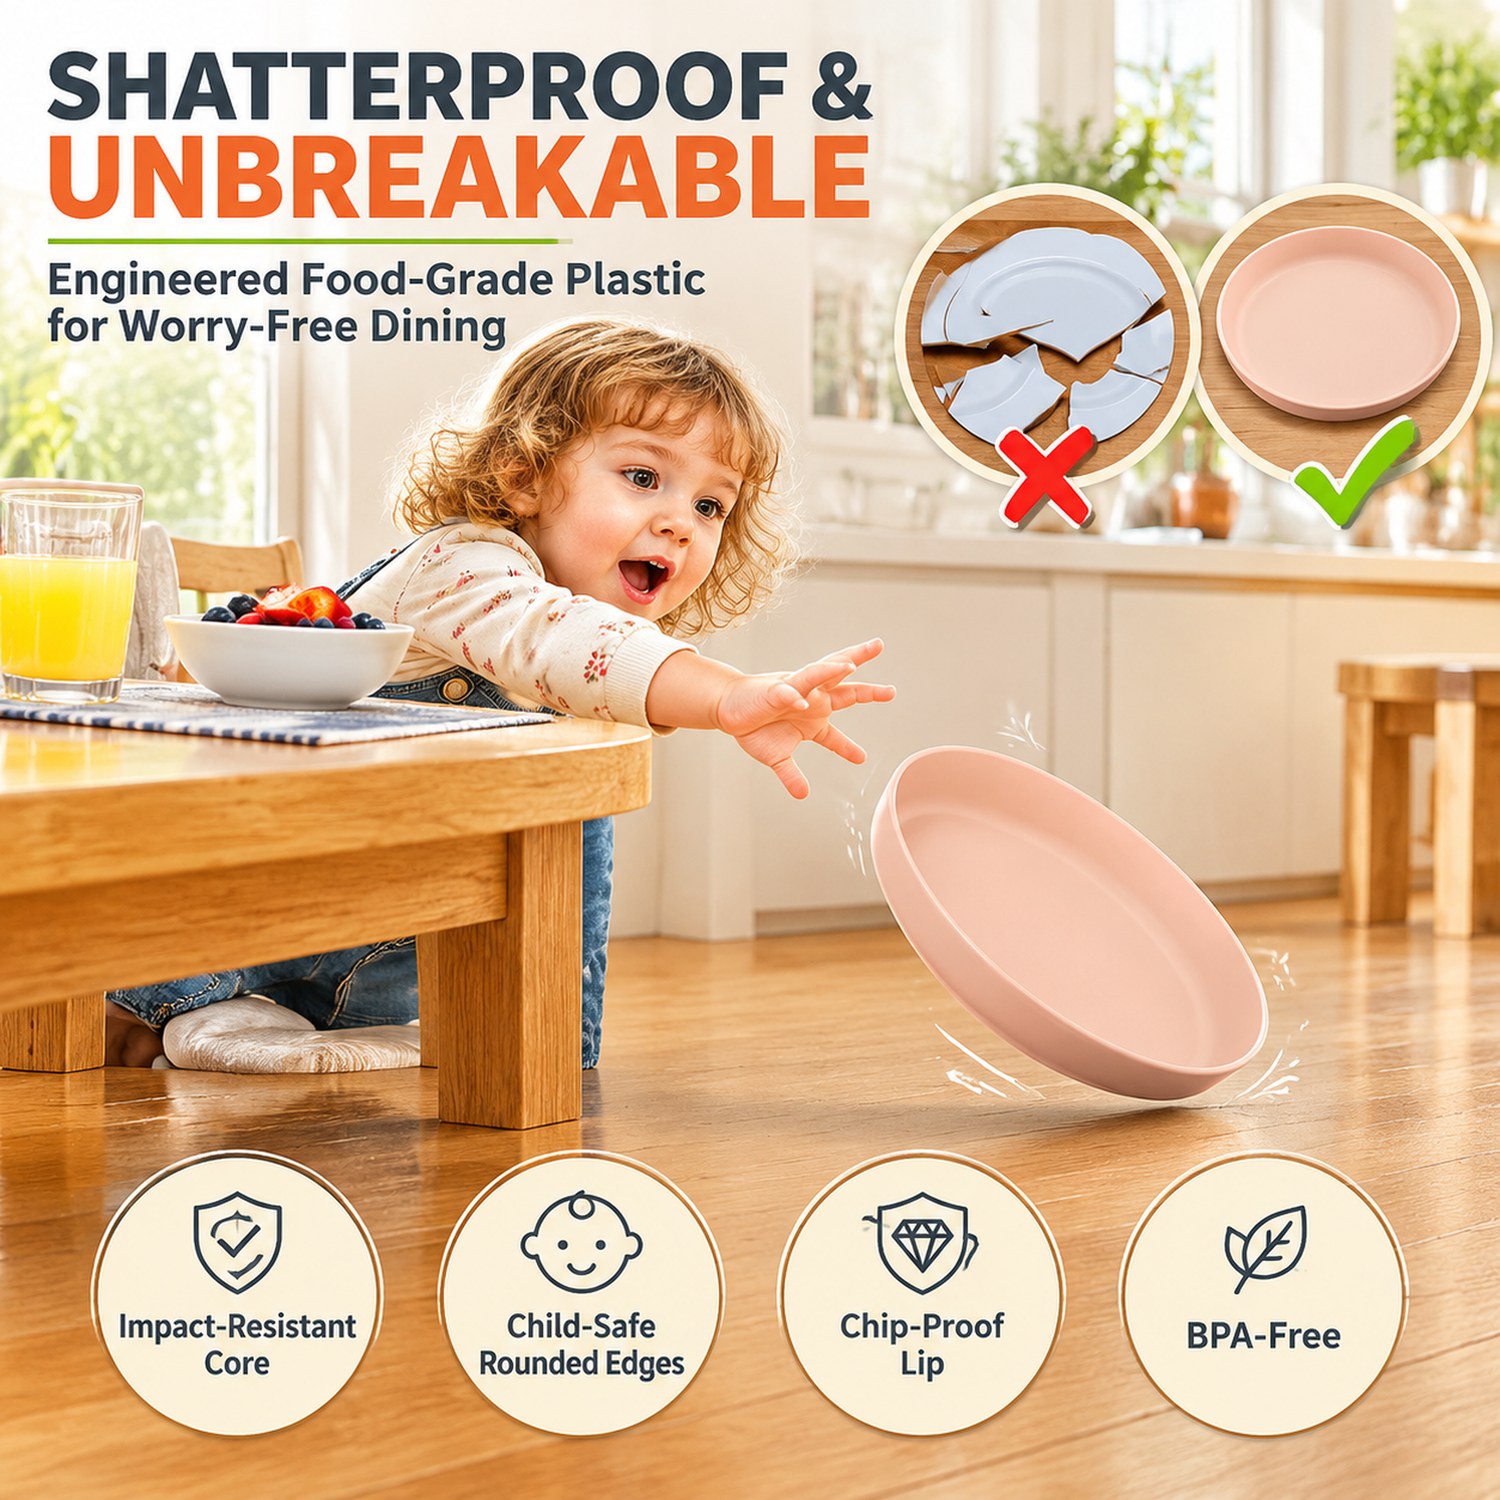 SHATTERPROOF &
UNBREAKABLE
Engineered Food-Grade Plastic
for Worry-Free Dining
Impact-Resistant
Core
Child-Safe
Rounded Edges
Chip-Proof
Lip
BPA-Free